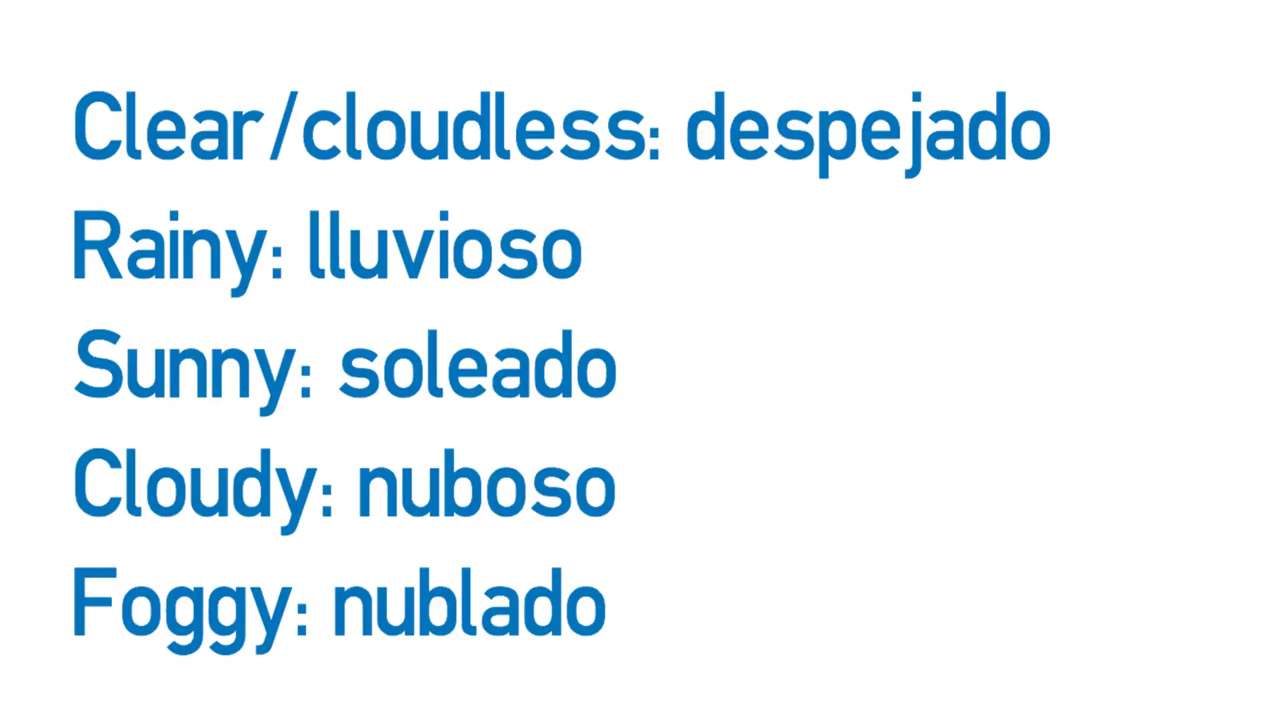 Clear/cloudless: despejado
Rainy: lluvioso
Sunny: soleado
Cloudy: nuboso
Foggy: nublado